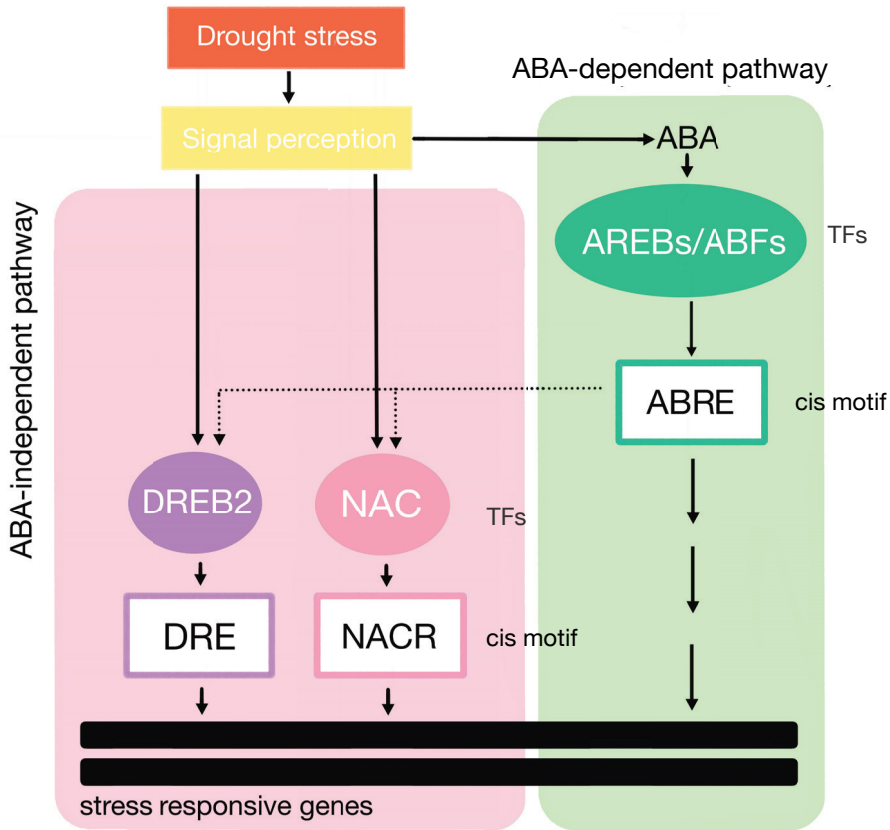 Drought stress
ABA-dependent pathway
Signal perception
ABA
AREBs/ABFs
TFs
ABA-independent pathway
ABRE
cis motif
DREB2
NAC
TFs
DRE
NACR
cis motif
stress responsive genes